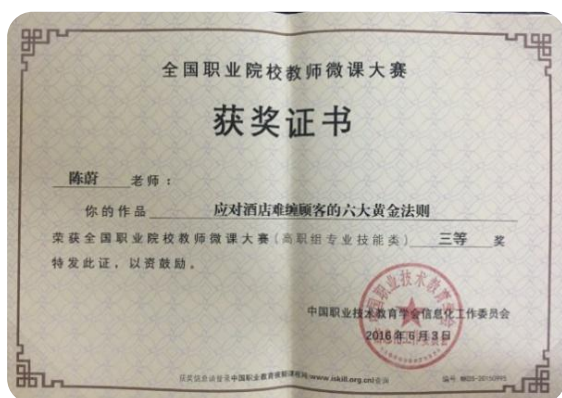 全国职业院校教师微课大赛
获奖证书
陈蔚 老师：
你的作品 应对酒店难缠顾客的六大黄金法则
荣获全国职业院校教师微课大赛(高职组专业技能类) 三等 奖
特发此证，以资鼓励。
中国职业技术教育学会信息化工作委员会
2016年6月3日
www.iskill.org.cn